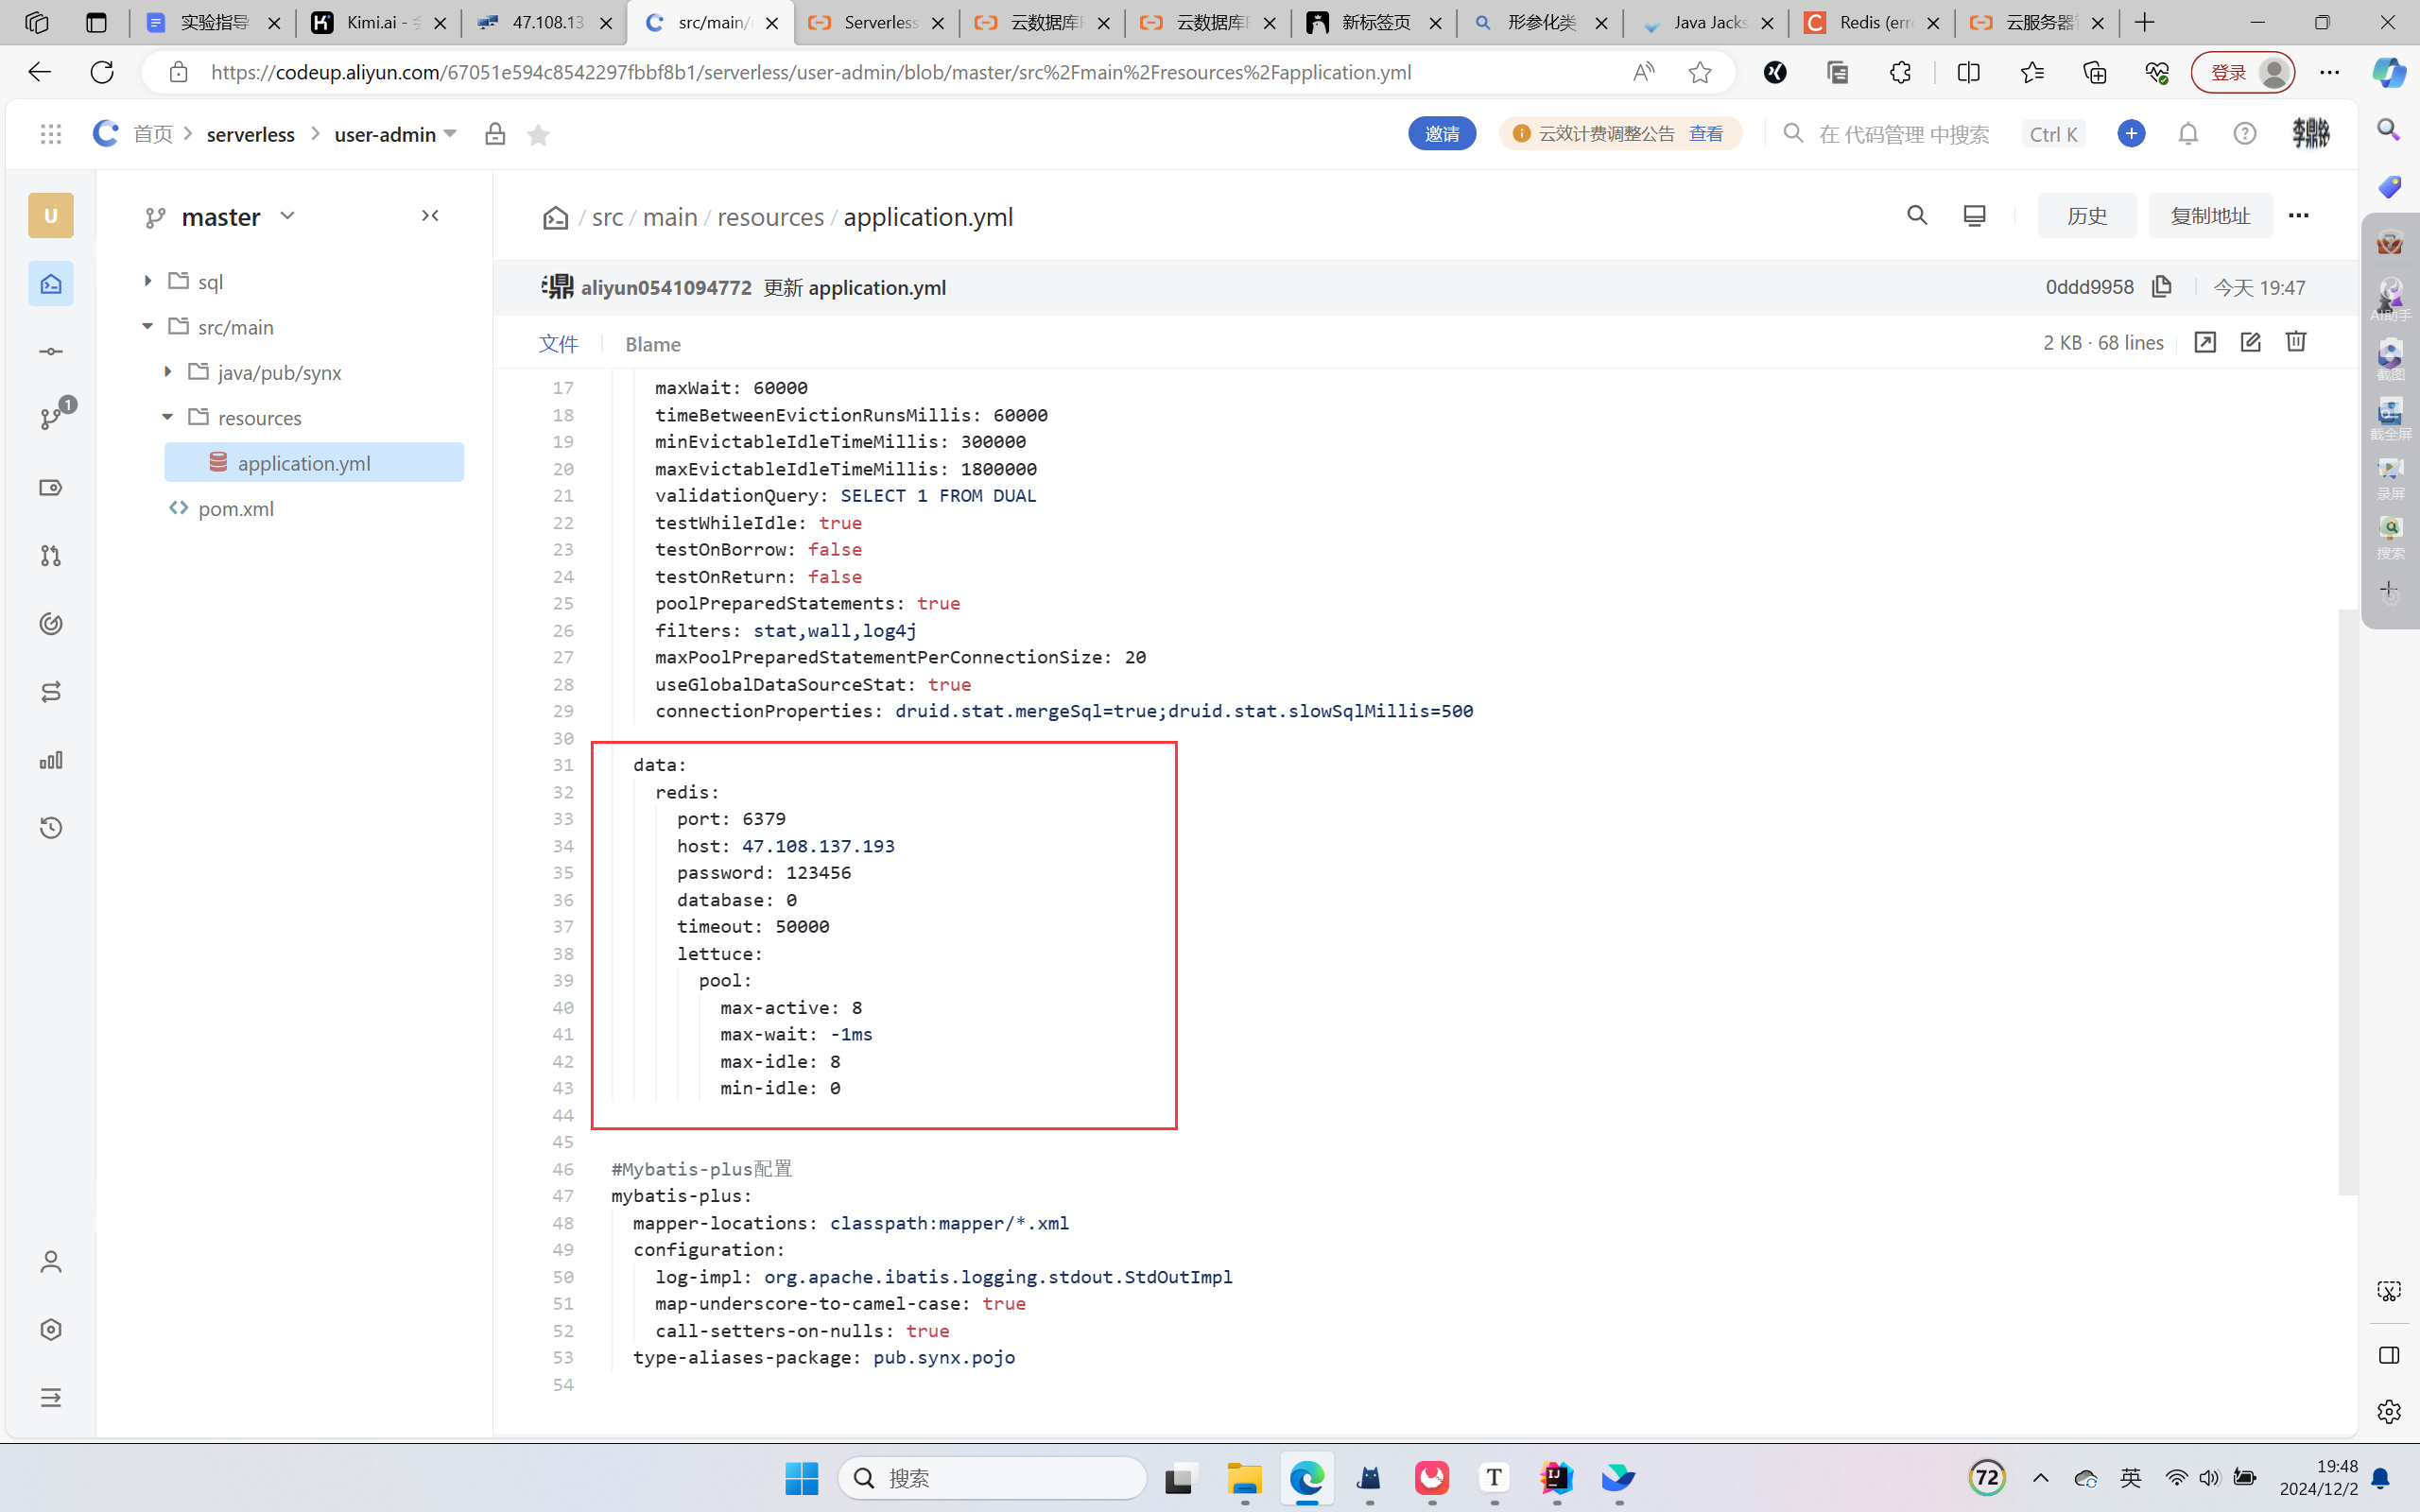 实验指导
Kimi.ai -
47.108.13
src/main/
Serverless
云数据库
云数据库
新标签页
形参化类
Java Jacks
Redis (erro
云服务器
https://codeup.aliyun.com/67051e594c8542297fbbf8b1/serverless/user-admin/blob/master/src%2Fmain%2Fresources%2Fapplication.yml
登录
首页 serverless user-admin
邀请
云效计费调整公告 查看
在 代码管理 中搜索
Ctrl K
李鼎铭
U
master
/ src / main / resources / application.yml
历史
复制地址
sql
src/main
java/pub/synx
resources
application.yml
pom.xml
1
aliyun0541094772 更新 application.yml
0ddd9958
今天 19:47
文件
Blame
2 KB · 68 lines
17 maxWait: 60000
18 timeBetweenEvictionRunsMillis: 60000
19 minEvictableIdleTimeMillis: 300000
20 maxEvictableIdleTimeMillis: 1800000
21 validationQuery: SELECT 1 FROM DUAL
22 testWhileIdle: true
23 testOnBorrow: false
24 testOnReturn: false
25 poolPreparedStatements: true
26 filters: stat,wall,log4j
27 maxPoolPreparedStatementPerConnectionSize: 20
28 useGlobalDataSourceStat: true
29 connectionProperties: druid.stat.mergeSql=true;druid.stat.slowSqlMillis=500
30
31 data:
32 redis:
33 port: 6379
34 host: 47.108.137.193
35 password: 123456
36 database: 0
37 timeout: 50000
38 lettuce:
39 pool:
40 max-active: 8
41 max-wait: -1ms
42 max-idle: 8
43 min-idle: 0
44
45
46 #Mybatis-plus配置
47 mybatis-plus:
48 mapper-locations: classpath:mapper/*.xml
49 configuration:
50 log-impl: org.apache.ibatis.logging.stdout.StdOutImpl
51 map-underscore-to-camel-case: true
52 call-setters-on-nulls: true
53 type-aliases-package: pub.synx.pojo
54
AI助手
截图
截全屏
录屏
搜索
搜索
72
英
19:48
2024/12/2